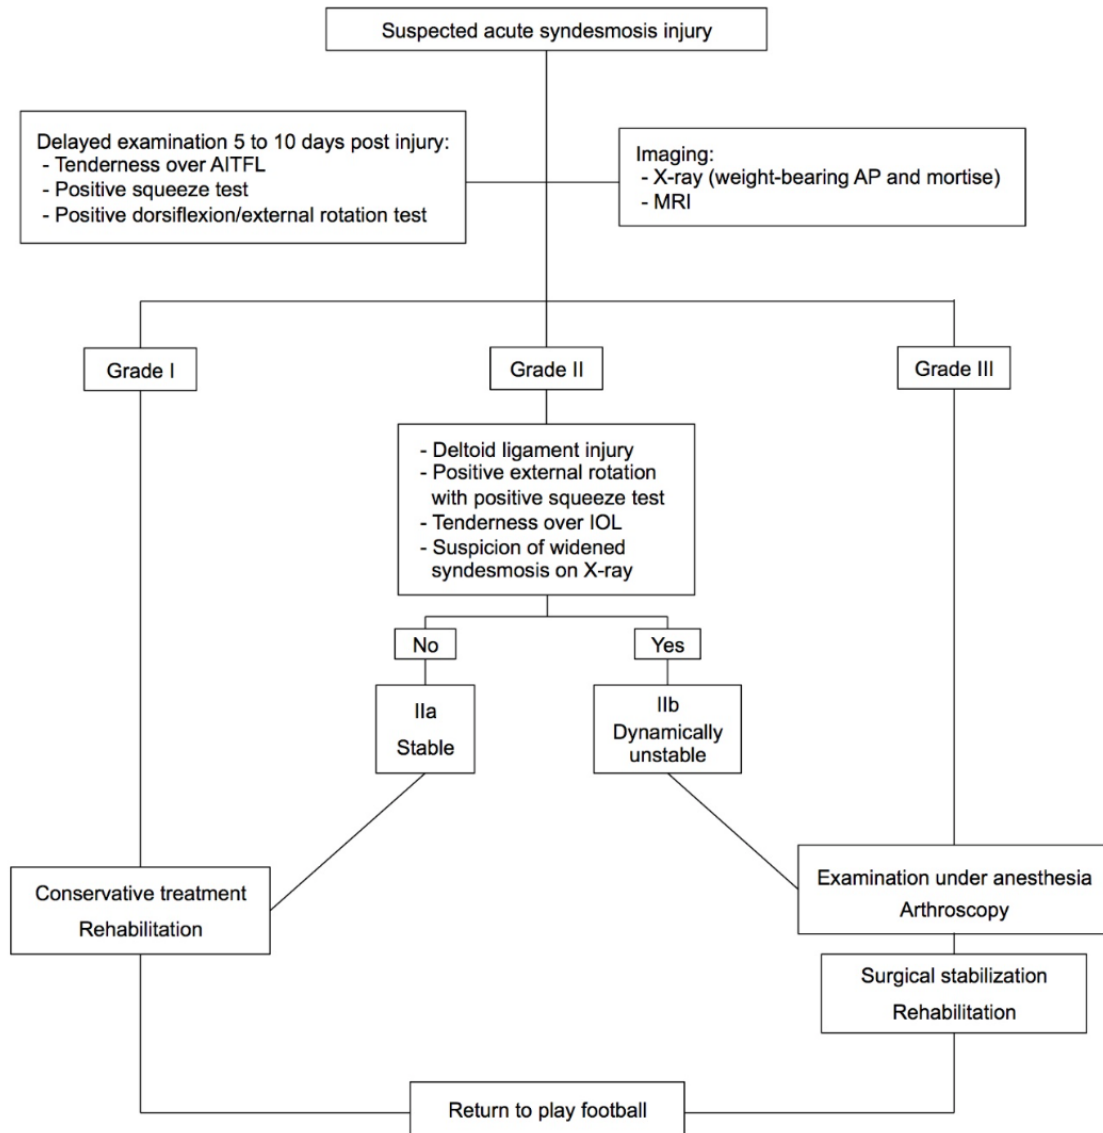 Suspected acute syndesmosis injury
Delayed examination 5 to 10 days post injury:
- Tenderness over AITFL
- Positive squeeze test
- Positive dorsiflexion/external rotation test
Imaging:
- X-ray (weight-bearing AP and mortise)
- MRI
Grade I
Grade II
Grade III
- Deltoid ligament injury
- Positive external rotation
with positive squeeze test
- Tenderness over IOL
- Suspicion of widened
syndesmosis on X-ray
No
Yes
IIa
Stable
IIb
Dynamically
unstable
Conservative treatment
Rehabilitation
Examination under anesthesia
Arthroscopy
Surgical stabilization
Rehabilitation
Return to play football